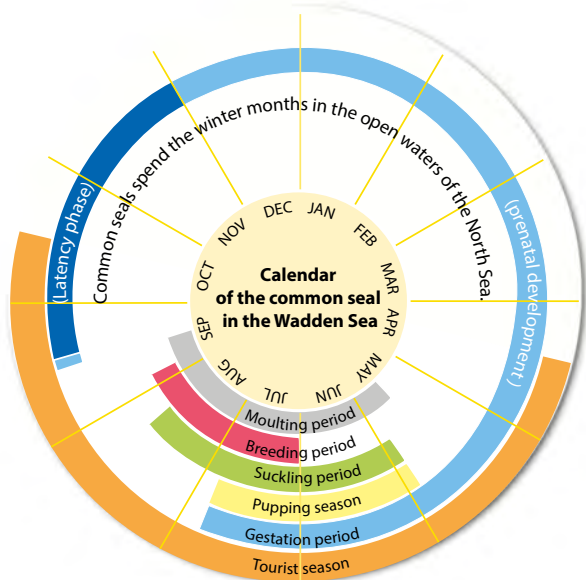 Common seals spend the winter months in the open waters of the North Sea.
(Latency phase)
(prenatal development)
JAN
FEB
MAR
APR
MAY
JUN
JUL
AUG
SEP
OCT
NOV
DEC
Calendar
of the common seal
in the Wadden Sea
Moulting period
Breeding period
Suckling period
Pupping season
Gestation period
Tourist season